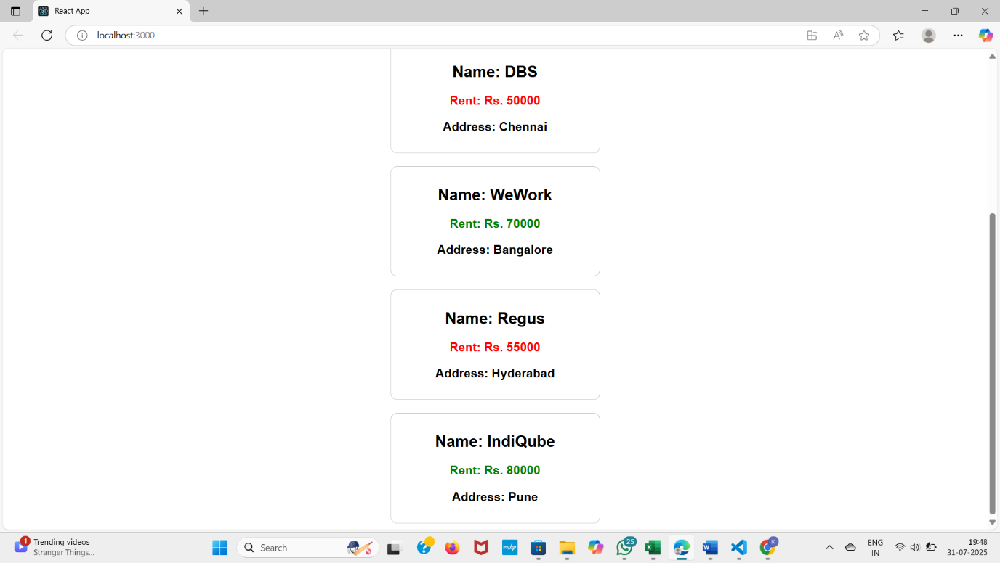 React App
localhost:3000
Name: DBS
Rent: Rs. 50000
Address: Chennai
Name: WeWork
Rent: Rs. 70000
Address: Bangalore
Name: Regus
Rent: Rs. 55000
Address: Hyderabad
Name: IndiQube
Rent: Rs. 80000
Address: Pune
1
Trending videos
Stranger Things...
Search
myhp
25
K
ENG
IN
19:48
31-07-2025